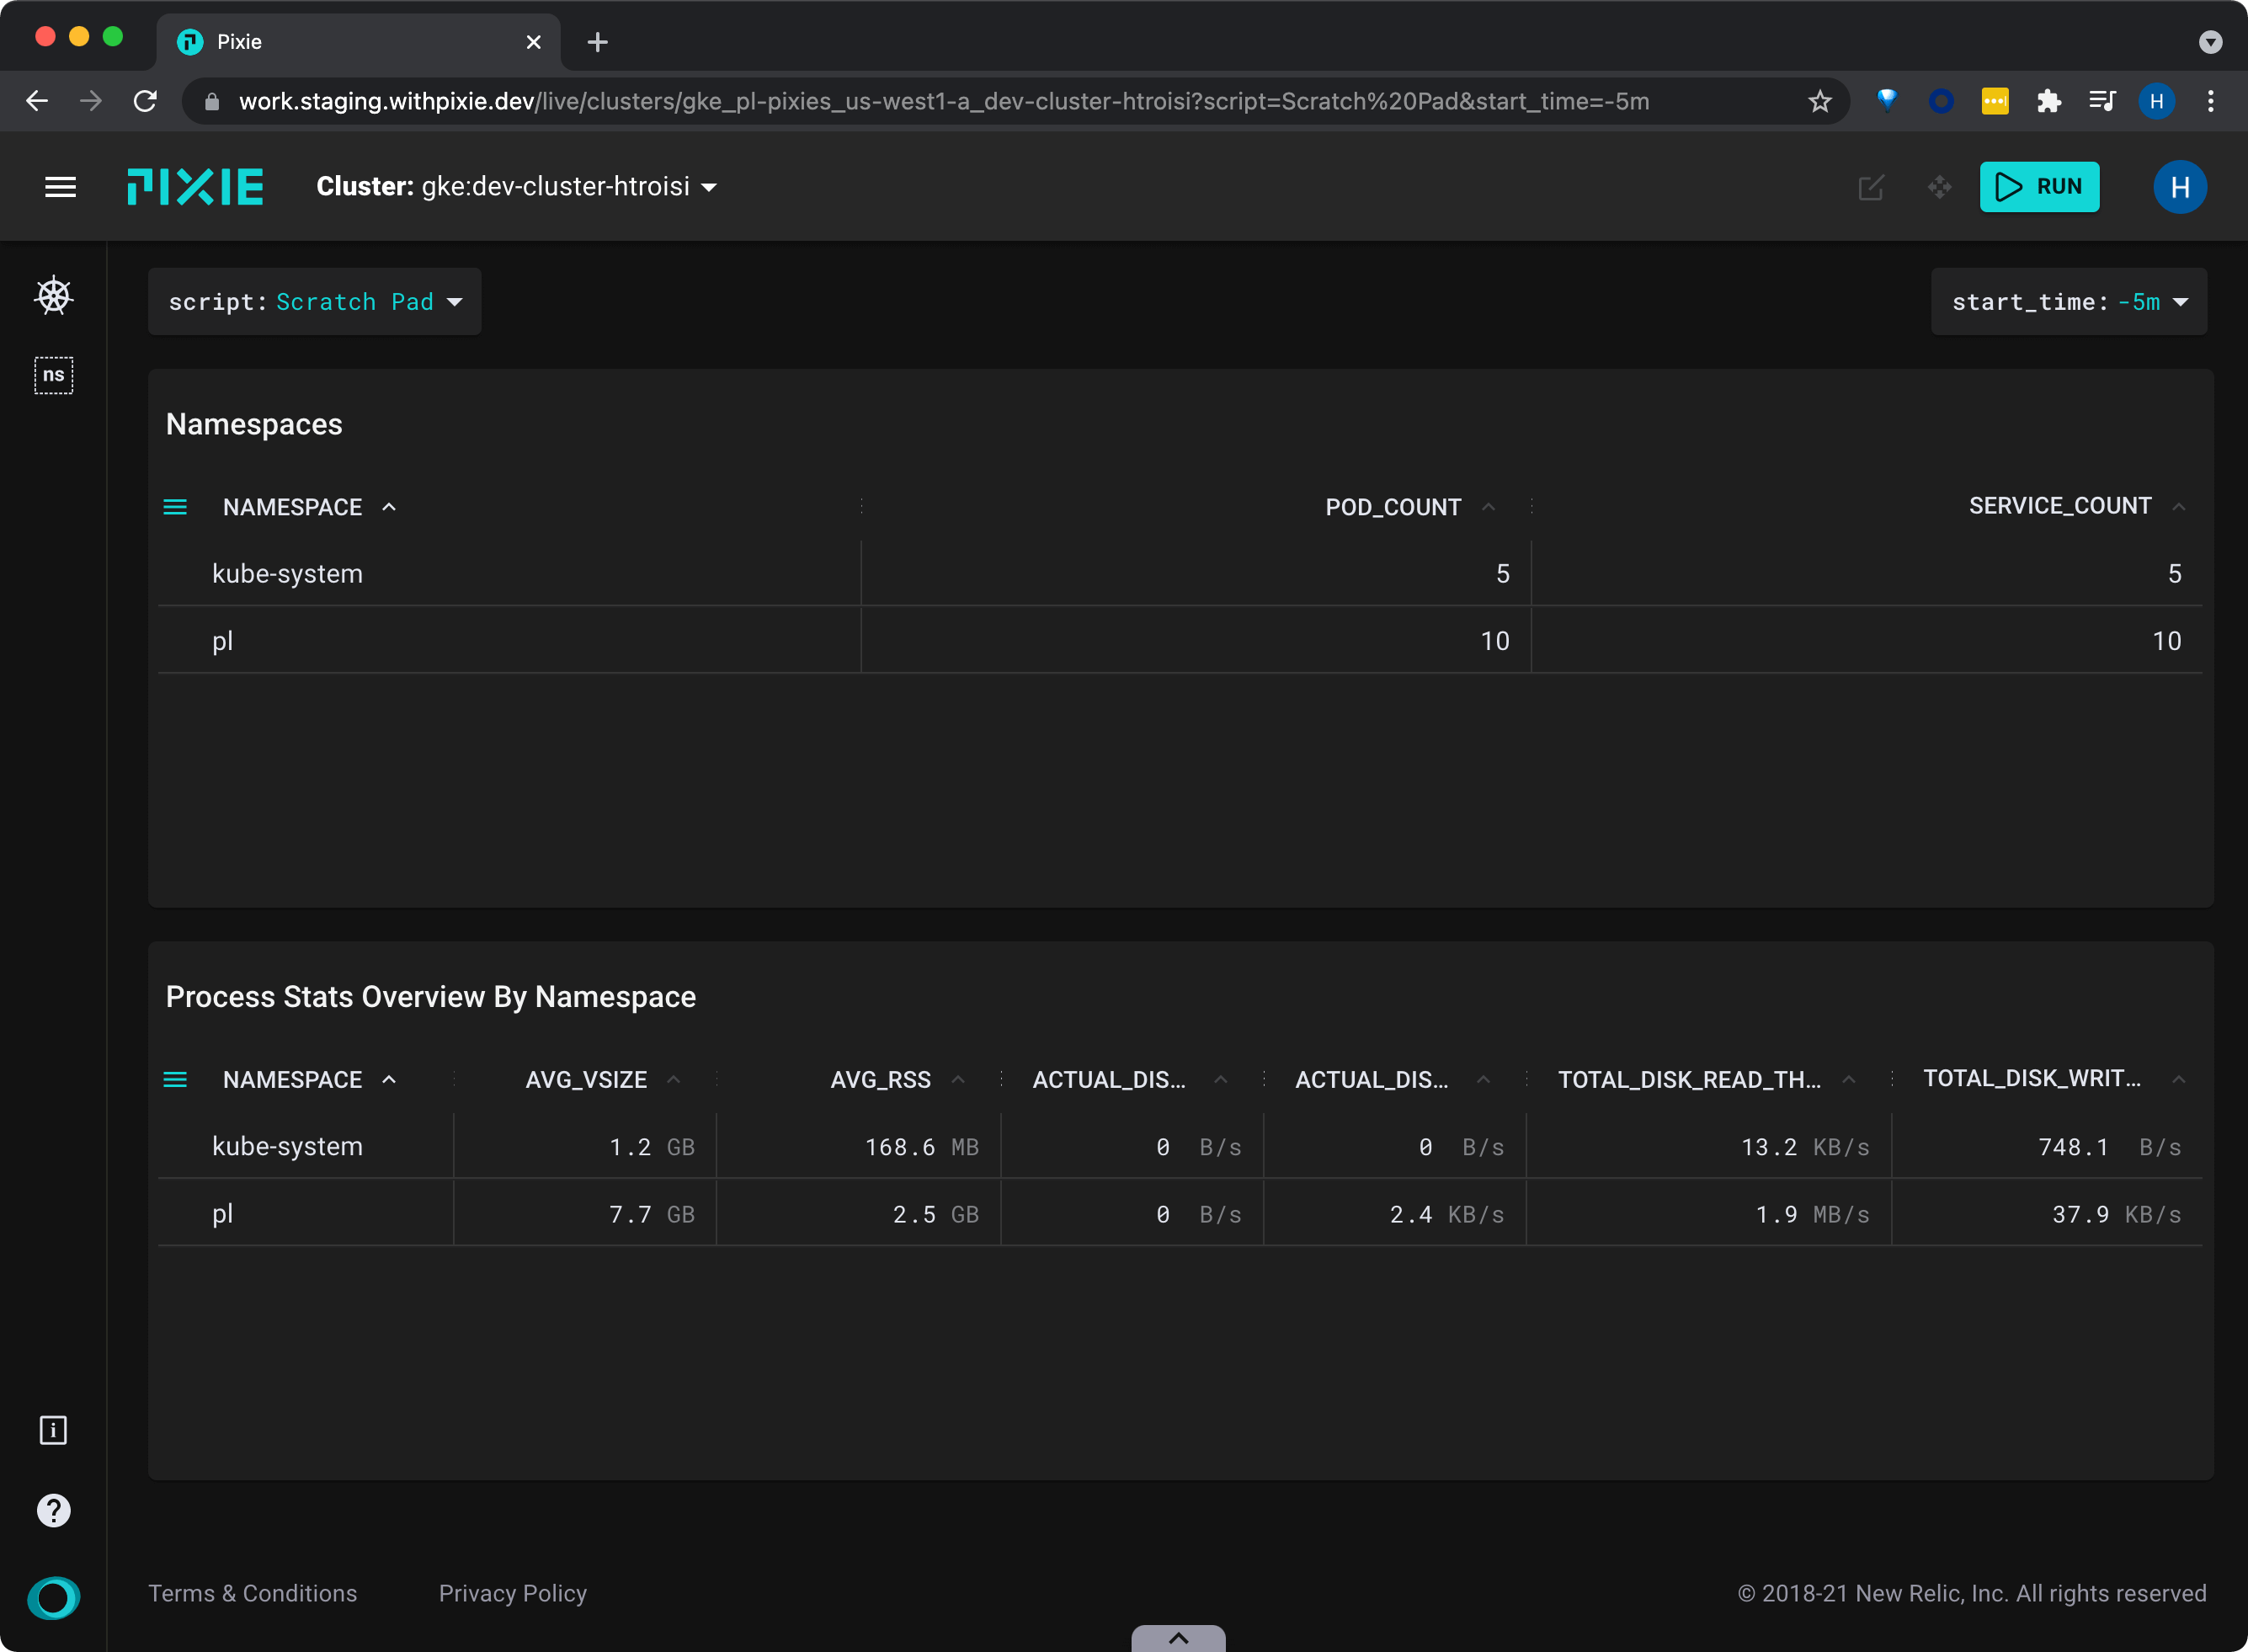 Pixie
work.staging.withpixie.dev/live/clusters/gke_pl-pixies_us-west1-a_dev-cluster-htroisi?script=Scratch%20Pad&start_time=-5m
H
PIXIE
Cluster: gke:dev-cluster-htroisi
RUN
H
script: Scratch Pad
start_time: -5m
ns
Namespaces
NAMESPACE POD_COUNT SERVICE_COUNT
kube-system 5 5
pl 10 10
Process Stats Overview By Namespace
NAMESPACE AVG_VSIZE AVG_RSS ACTUAL_DIS... ACTUAL_DIS... TOTAL_DISK_READ_TH... TOTAL_DISK_WRIT...
kube-system 1.2 GB 168.6 MB 0 B/s 0 B/s 13.2 KB/s 748.1 B/s
pl 7.7 GB 2.5 GB 0 B/s 2.4 KB/s 1.9 MB/s 37.9 KB/s
i
?
Terms & Conditions
Privacy Policy
© 2018-21 New Relic, Inc. All rights reserved